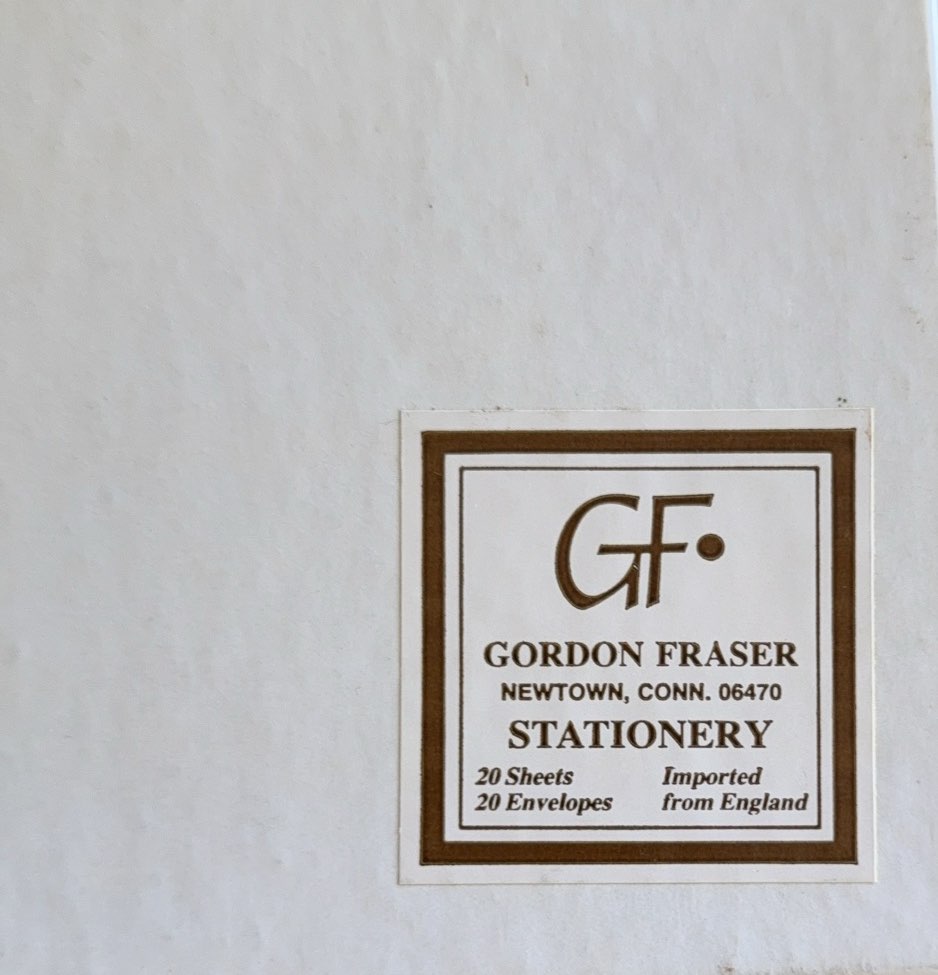 GF•
GORDON FRASER
NEWTOWN, CONN. 06470
STATIONERY
20 Sheets Imported
20 Envelopes from England